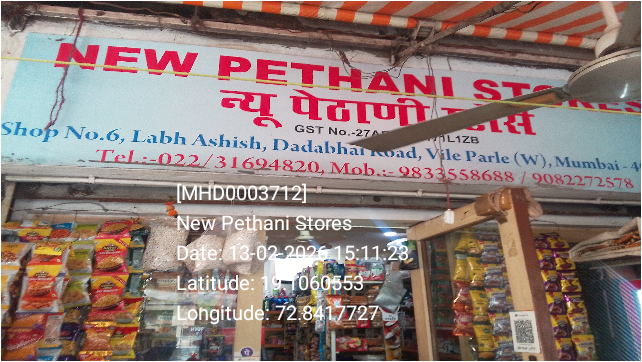 NEW PETHANI STORES
न्यू पेठाणी स्टोर्स
GST No.-27A
L1ZB
Shop No.6, Labh Ashish, Dadabhai Road, Vile Parle (W), Mumbai -
Tel.:-022/31694820, Mob.:- 9833558688 / 9082272578
[MHD0003712]
New Pethani Stores
Date: 13-02-2026 15:11:23
Latitude: 19.1060553
Longitude: 72.8417727